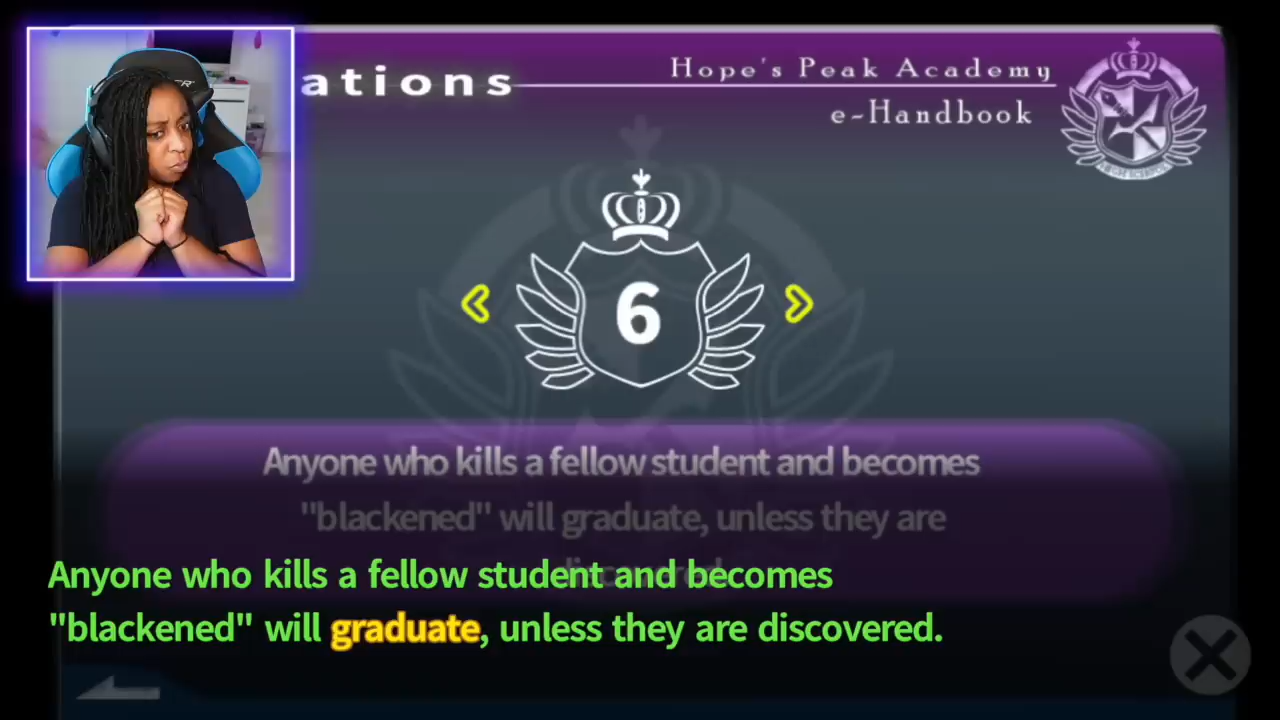 ations
Hope's Peak Academy
e-Handbook
6
Anyone who kills a fellow student and becomes
"blackened" will graduate, unless they are
discovered.
Anyone who kills a fellow student and becomes
"blackened" will graduate, unless they are discovered.